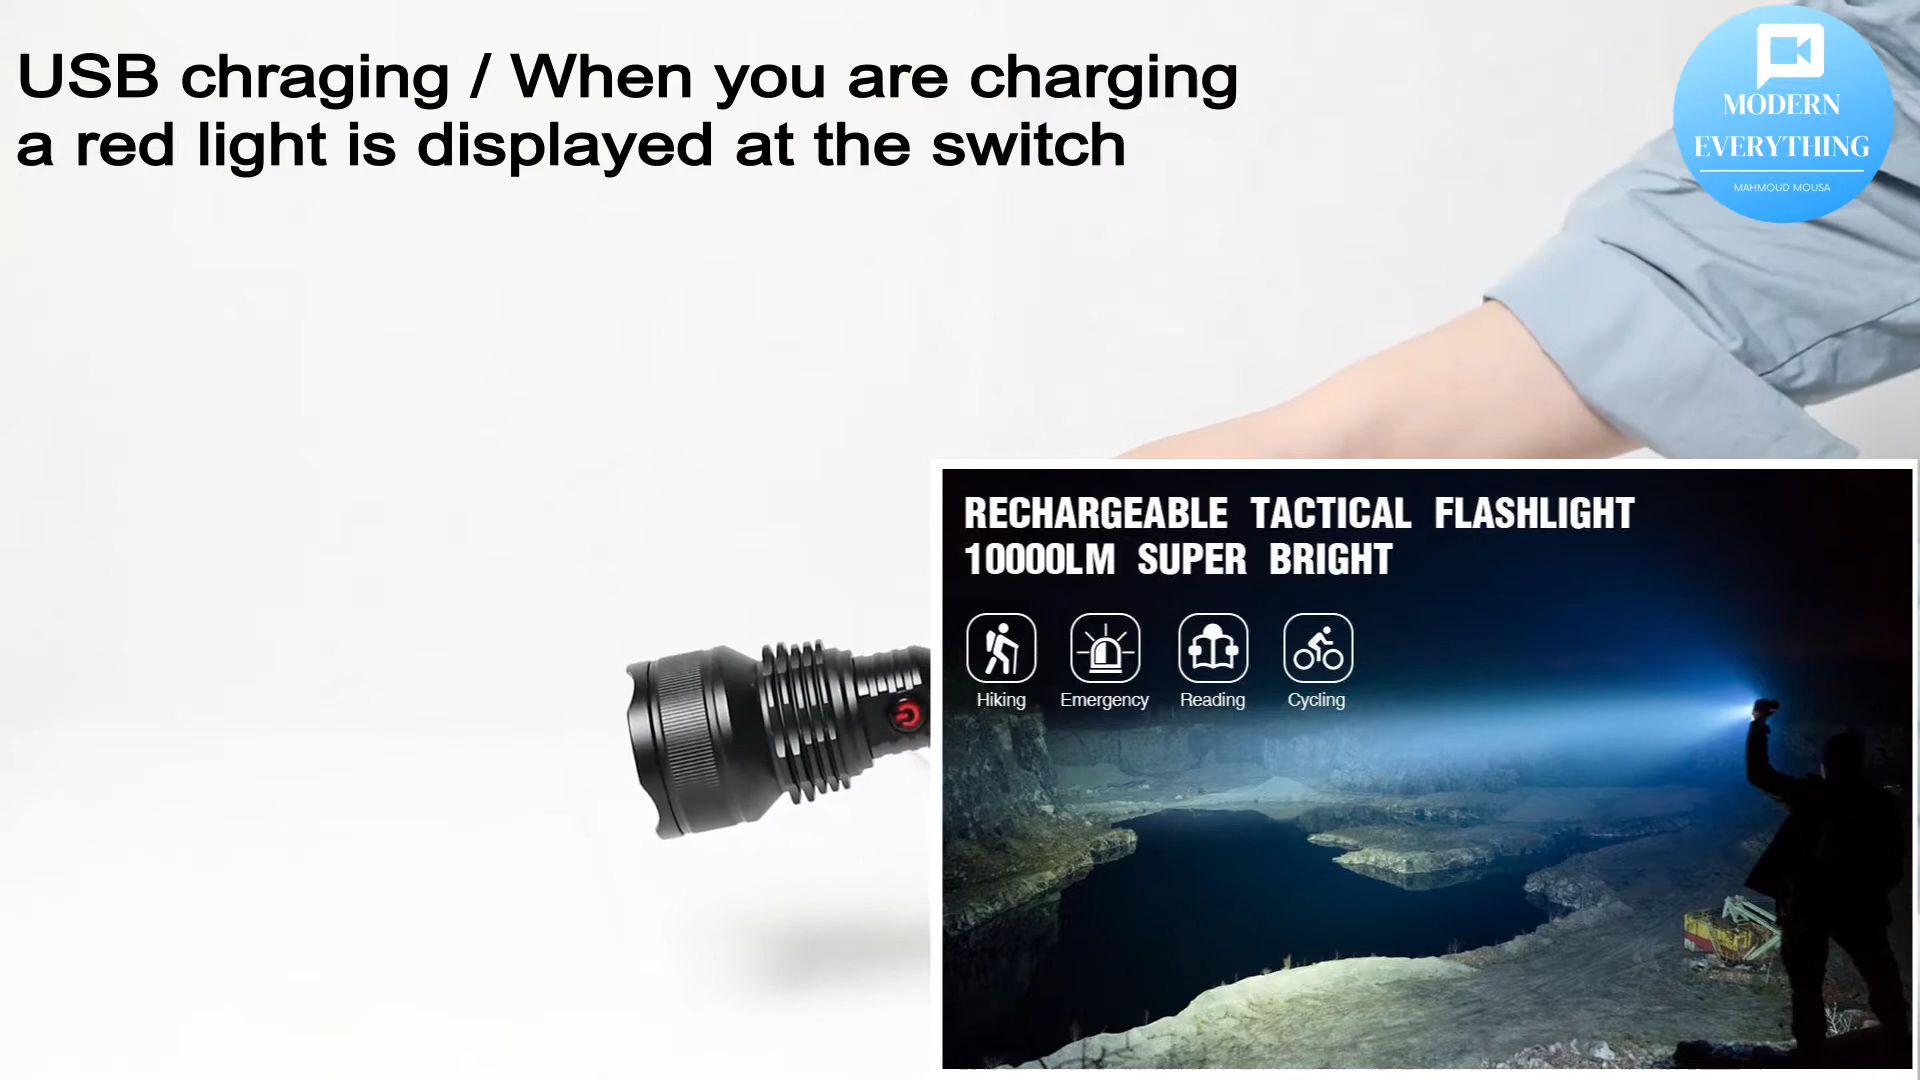 USB chraging / When you are charging
a red light is displayed at the switch
MODERN
EVERYTHING
MAHMOUD MOUSA
RECHARGEABLE TACTICAL FLASHLIGHT
10000LM SUPER BRIGHT
Hiking
Emergency
Reading
Cycling